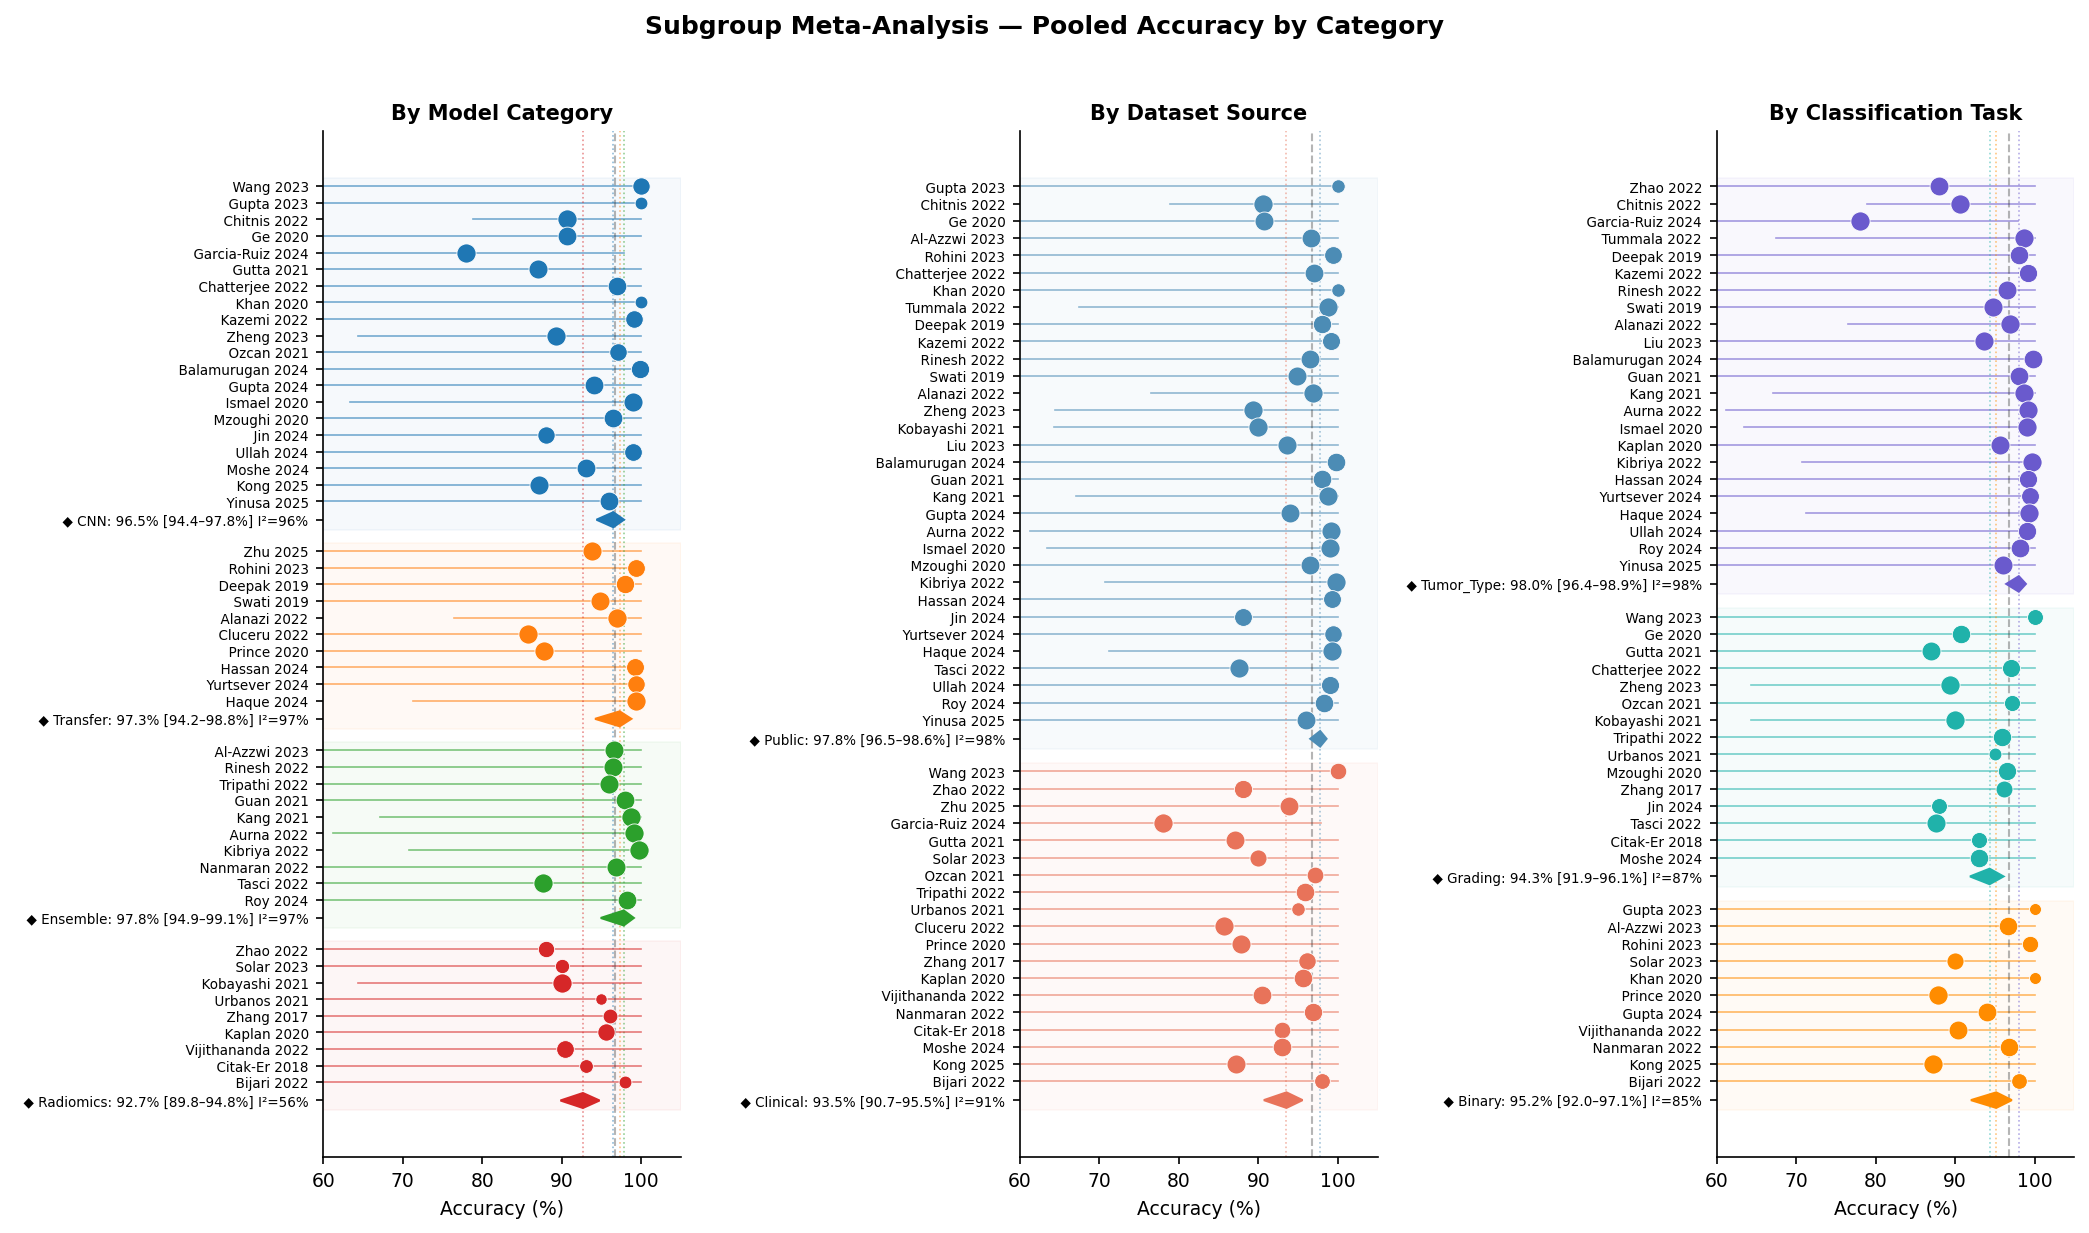 Subgroup Meta-Analysis — Pooled Accuracy by Category
By Model Category
Wang 2023
Gupta 2023
Chitnis 2022
Ge 2020
Garcia-Ruiz 2024
Gutta 2021
Chatterjee 2022
Khan 2020
Kazemi 2022
Zheng 2023
Ozcan 2021
Balamurugan 2024
Gupta 2024
Ismael 2020
Mzoughi 2020
Jin 2024
Ullah 2024
Moshe 2024
Kong 2025
Yinusa 2025
◆ CNN: 96.5% [94.4–97.8%] I²=96%
Zhu 2025
Rohini 2023
Deepak 2019
Swati 2019
Alanazi 2022
Cluceru 2022
Prince 2020
Hassan 2024
Yurtsever 2024
Haque 2024
◆ Transfer: 97.3% [94.2–98.8%] I²=97%
Al-Azzwi 2023
Rinesh 2022
Tripathi 2022
Guan 2021
Kang 2021
Aurna 2022
Kibriya 2022
Nanmaran 2022
Tasci 2022
Roy 2024
◆ Ensemble: 97.8% [94.9–99.1%] I²=97%
Zhao 2022
Solar 2023
Kobayashi 2021
Urbanos 2021
Zhang 2017
Kaplan 2020
Vijithananda 2022
Citak-Er 2018
Bijari 2022
◆ Radiomics: 92.7% [89.8–94.8%] I²=56%
60 70 80 90 100
Accuracy (%)
By Dataset Source
Gupta 2023
Chitnis 2022
Ge 2020
Al-Azzwi 2023
Rohini 2023
Chatterjee 2022
Khan 2020
Tummala 2022
Deepak 2019
Kazemi 2022
Rinesh 2022
Swati 2019
Alanazi 2022
Zheng 2023
Kobayashi 2021
Liu 2023
Balamurugan 2024
Guan 2021
Kang 2021
Gupta 2024
Aurna 2022
Ismael 2020
Mzoughi 2020
Kibriya 2022
Hassan 2024
Jin 2024
Yurtsever 2024
Haque 2024
Tasci 2022
Ullah 2024
Roy 2024
Yinusa 2025
◆ Public: 97.8% [96.5–98.6%] I²=98%
Wang 2023
Zhao 2022
Zhu 2025
Garcia-Ruiz 2024
Gutta 2021
Solar 2023
Ozcan 2021
Tripathi 2022
Urbanos 2021
Cluceru 2022
Prince 2020
Zhang 2017
Kaplan 2020
Vijithananda 2022
Nanmaran 2022
Citak-Er 2018
Moshe 2024
Kong 2025
Bijari 2022
◆ Clinical: 93.5% [90.7–95.5%] I²=91%
60 70 80 90 100
Accuracy (%)
By Classification Task
Zhao 2022
Chitnis 2022
Garcia-Ruiz 2024
Tummala 2022
Deepak 2019
Kazemi 2022
Rinesh 2022
Swati 2019
Alanazi 2022
Liu 2023
Balamurugan 2024
Guan 2021
Kang 2021
Aurna 2022
Ismael 2020
Kaplan 2020
Kibriya 2022
Hassan 2024
Yurtsever 2024
Haque 2024
Ullah 2024
Roy 2024
Yinusa 2025
◆ Tumor_Type: 98.0% [96.4–98.9%] I²=98%
Wang 2023
Ge 2020
Gutta 2021
Chatterjee 2022
Zheng 2023
Ozcan 2021
Kobayashi 2021
Tripathi 2022
Urbanos 2021
Mzoughi 2020
Zhang 2017
Jin 2024
Tasci 2022
Citak-Er 2018
Moshe 2024
◆ Grading: 94.3% [91.9–96.1%] I²=87%
Gupta 2023
Al-Azzwi 2023
Rohini 2023
Solar 2023
Khan 2020
Prince 2020
Gupta 2024
Vijithananda 2022
Nanmaran 2022
Kong 2025
Bijari 2022
◆ Binary: 95.2% [92.0–97.1%] I²=85%
60 70 80 90 100
Accuracy (%)